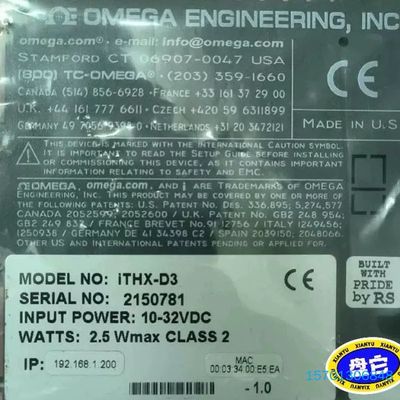 Ω OMEGA ENGINEERING, INC
omega.com® • e-mail: info@omega.com
STAMFORD CT 06907-0047 USA
(800) TC-OMEGA® • (203) 359-1660
CANADA (514) 856-6928 • FRANCE +33 161 37 29 00
U.K. +44 161 777 6611 • CZECH +420 59 6311899
GERMANY 49 7056 9398-0 • NETHERLANDS +31 20 3472121
CE
MADE IN U.S
THIS DEVICE IS MARKED WITH THE INTERNATIONAL CAUTION SYMBOL.
IT IS IMPORTANT TO READ THE SETUP GUIDE BEFORE INSTALLING
OR COMMISSIONING THIS DEVICE, AS IT CONTAINS IMPORTANT
INFORMATION RELATING TO SAFETY AND EMC.
Ω OMEGA, omega.com, and i, ARE TRADEMARKS OF OMEGA
ENGINEERING, INC. THIS PRODUCT MAY BE COVERED BY ONE
OR MORE OF THE FOLLOWING PATENTS: U.S. PAT. NO.
DES. 336,895; 5,274,577
CANADA 2052599; 2052600 / UK PAT. No. GB2 248 954;
GB2 249 837 / FRANCE BREVET No. 91 12756 / ITALY
GERMANY DE 41 34398 C2 / SPAIN 2039150; 2048066.
OTHER US AND INTERNATIONAL PATENTS PENDING
MODEL NO: iTHX-D3
SERIAL NO: 2150781
INPUT POWER: 10-32VDC
WATTS: 2.5 Wmax CLASS 2
CE
IP: 192.168.1.200
MAC
00 03 34 00 E5 EA
-1.0
BUILT
WITH
PRIDE
by RS
XIANYU
盘白
PANYIX